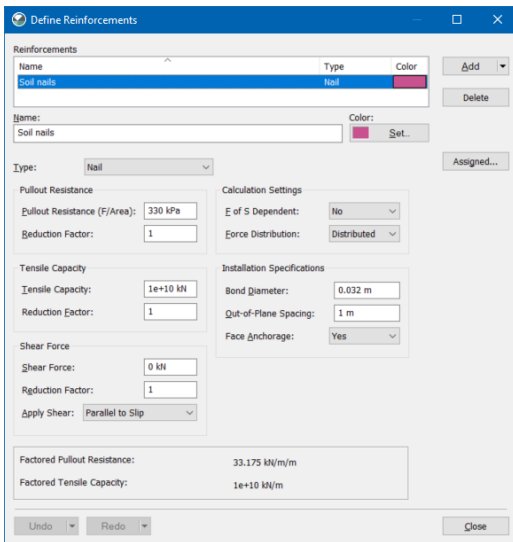 Define Reinforcements
Reinforcements
Name Type Color
Soil nails Nail
Add
Delete
Name: Color:
Soil nails Set...
Assigned...
Type: Nail
Pullout Resistance Calculation Settings
Pullout Resistance (F/Area): 330 kPa F of S Dependent: No
Reduction Factor: 1 Force Distribution: Distributed
Tensile Capacity Installation Specifications
Tensile Capacity: 1e+10 kN Bond Diameter: 0.032 m
Reduction Factor: 1 Out-of-Plane Spacing: 1 m
Face Anchorage: Yes
Shear Force
Shear Force: 0 kN
Reduction Factor: 1
Apply Shear: Parallel to Slip
Factored Pullout Resistance: 33.175 kN/m/m
Factored Tensile Capacity: 1e+10 kN/m
Undo Redo Close